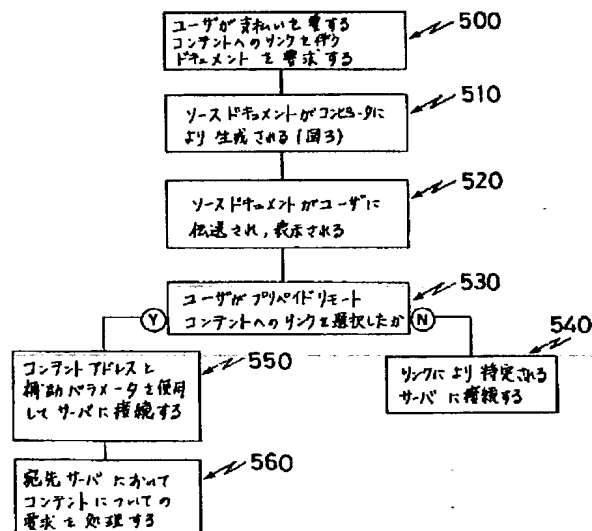 ユーザが支払いを要する
コンテントへのリンクを伴う
ドキュメントを要求する
500
ソースドキュメントがコンピュータに
より生成される(図3)
510
ソースドキュメントがユーザに
伝送され,表示される
520
ユーザがプリペイドリモート
コンテントへのリンクを選択したか
530
Y
N
コンテントアドレスと
補助パラメータを使用
してサーバに接続する
550
リンクにより特定される
サーバに接続する
540
宛先サーバにおいて
コンテントについての
要求を処理する
560